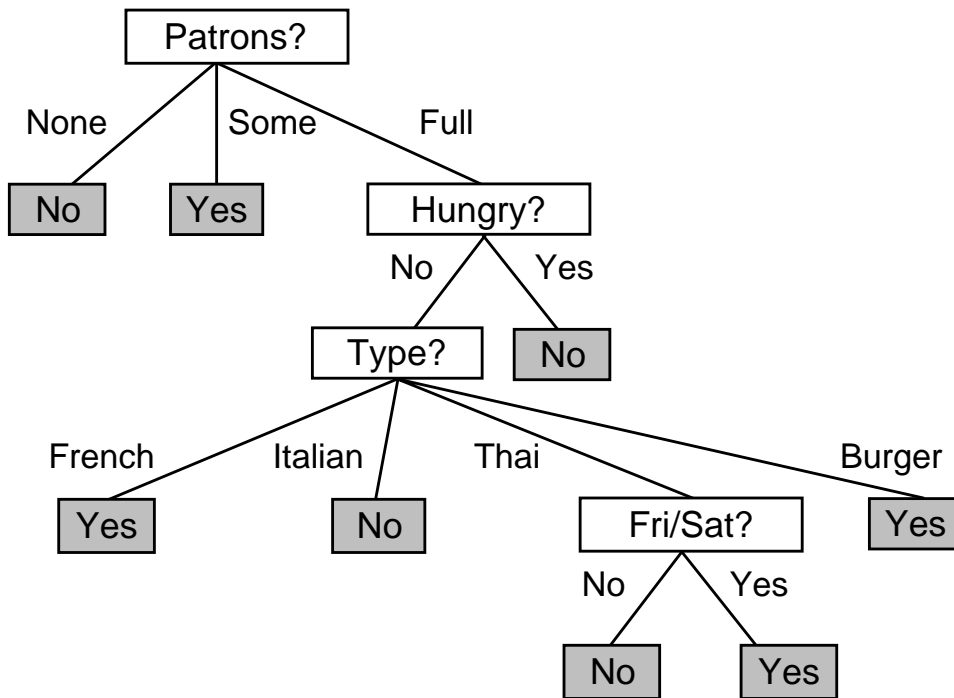 Patrons?
None Some Full
No Yes Hungry?
No Yes
Type? No
French Italian Thai Burger
Yes No Fri/Sat? Yes
No Yes
No Yes